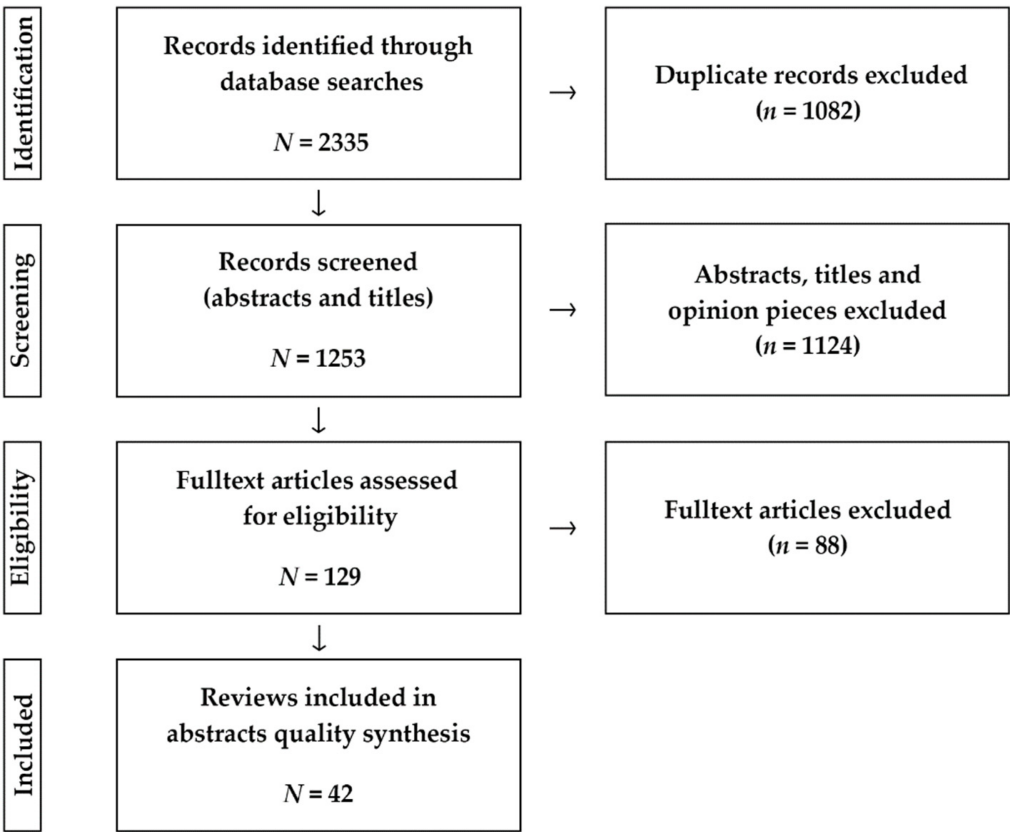 Identification
Records identified through
database searches
N = 2335
→
Duplicate records excluded
(n = 1082)
↓
Screening
Records screened
(abstracts and titles)
N = 1253
→
Abstracts, titles and
opinion pieces excluded
(n = 1124)
↓
Eligibility
Fulltext articles assessed
for eligibility
N = 129
→
Fulltext articles excluded
(n = 88)
↓
Included
Reviews included in
abstracts quality synthesis
N = 42